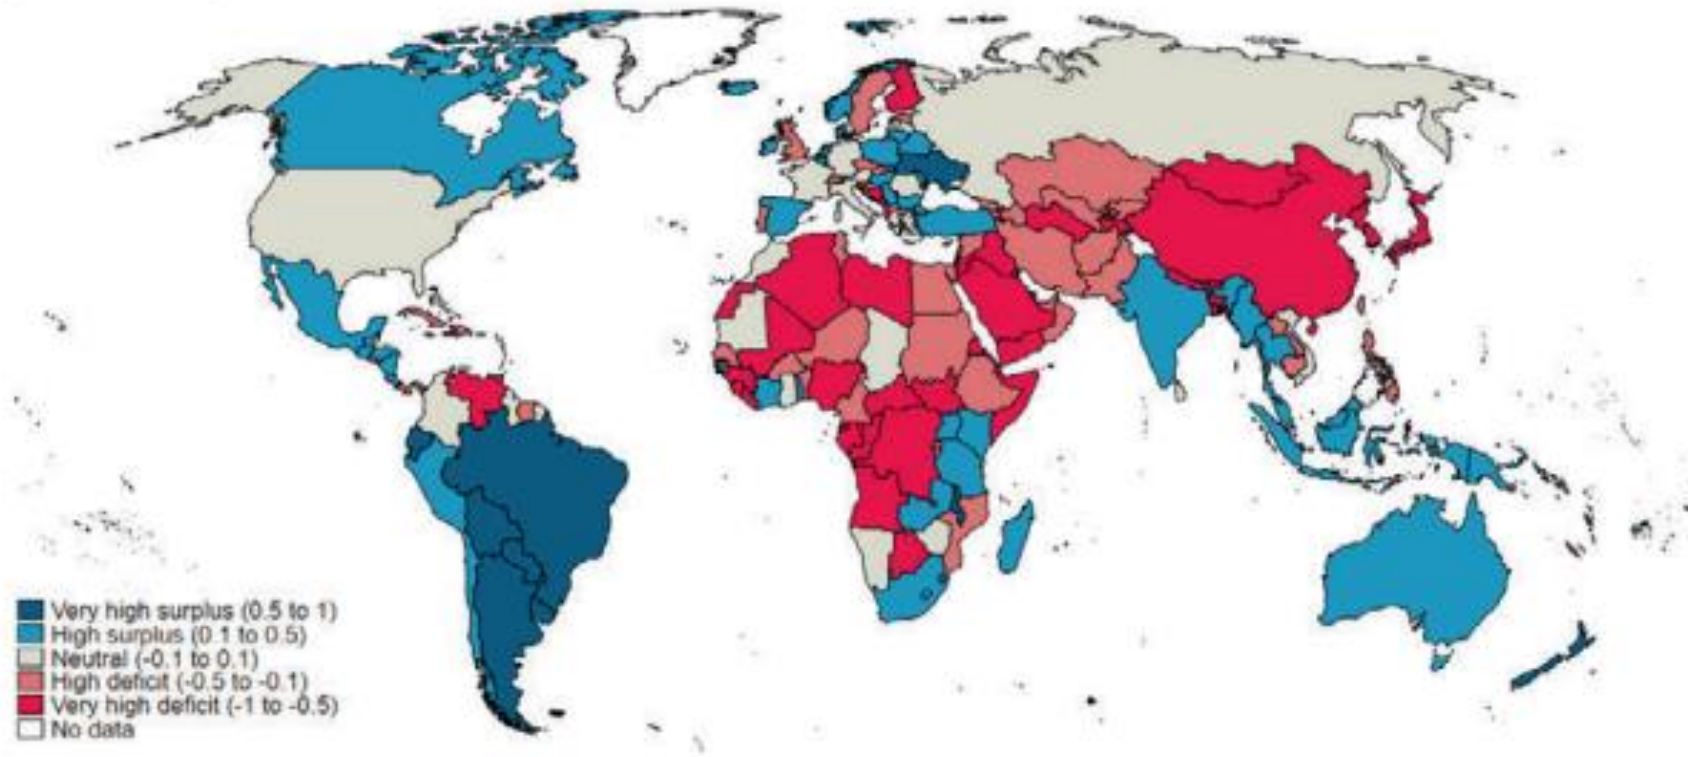 Very high surplus (0.5 to 1)
High surplus (0.1 to 0.5)
Neutral (-0.1 to 0.1)
High deficit (-0.5 to -0.1)
Very high deficit (-1 to -0.5)
No data